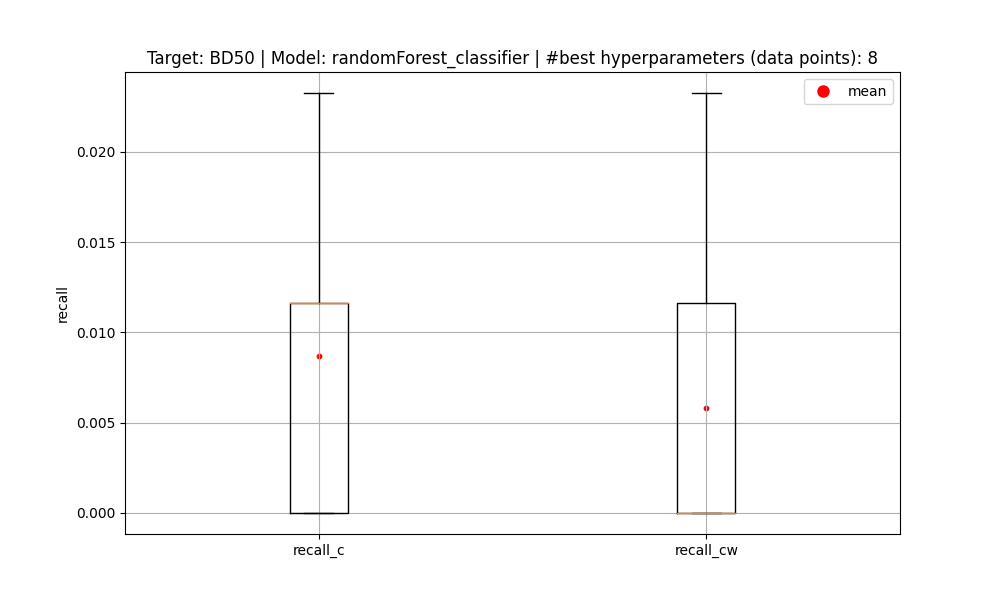 Target: BD50 | Model: randomForest_classifier | #best hyperparameters (data points): 8
mean
0.020
0.015
0.010
0.005
0.000
recall
recall_c
recall_cw